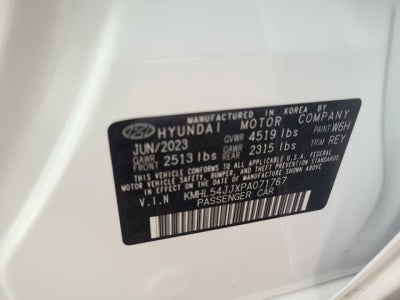 MANUFACTURED IN KOREA BY
HYUNDAI MOTOR COMPANY
JUN/2023 GVWR 4519 lbs PAINT W6H
GAWR FRONT 2513 lbs GAWR REAR 2315 lbs TRIM REY
THIS VEHICLE CONFORMS TO ALL APPLICABLE U.S.A. FEDERAL
MOTOR VEHICLE SAFETY, BUMPER, AND THEFT PREVENTION STANDARDS
IN EFFECT ON THE DATE OF MANUFACTURE SHOWN ABOVE.
V.I.N KMHL54JJXPA071767
PASSENGER CAR